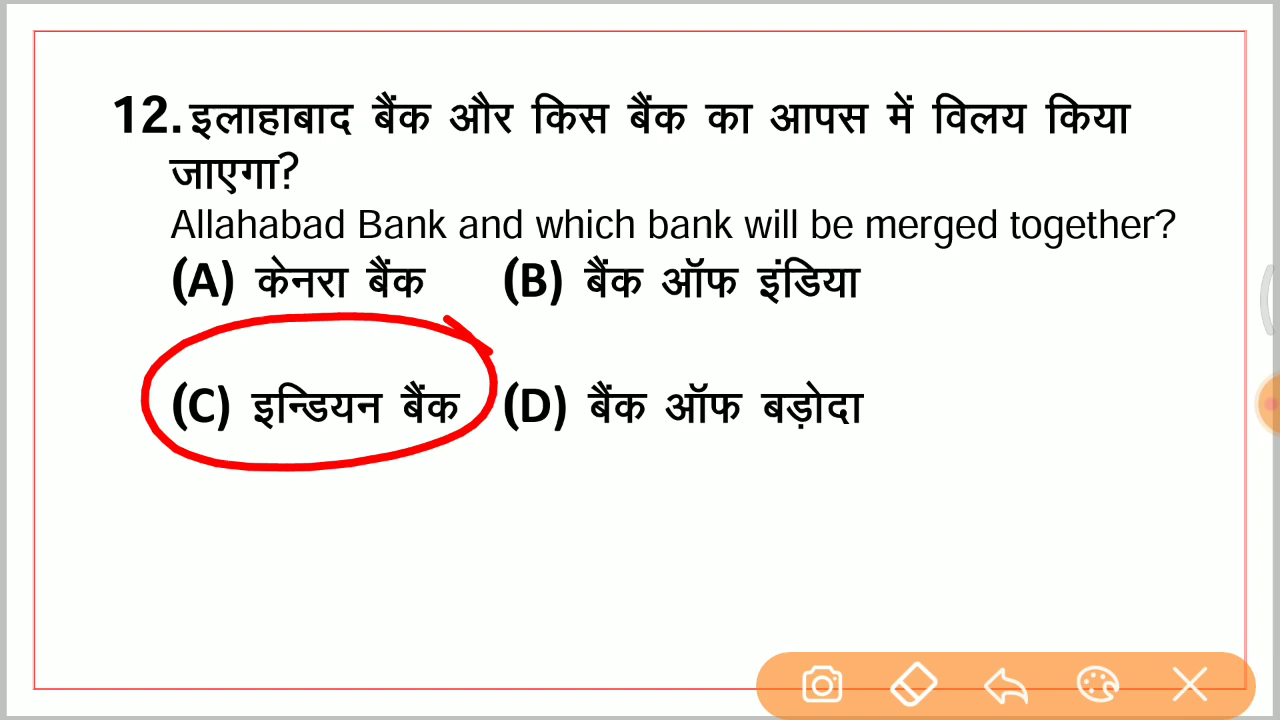 12. इलाहाबाद बैंक और किस बैंक का आपस में विलय किया
जाएगा?
Allahabad Bank and which bank will be merged together?
(A) केनरा बैंक (B) बैंक ऑफ इंडिया
(C) इन्डियन बैंक (D) बैंक ऑफ बड़ोदा